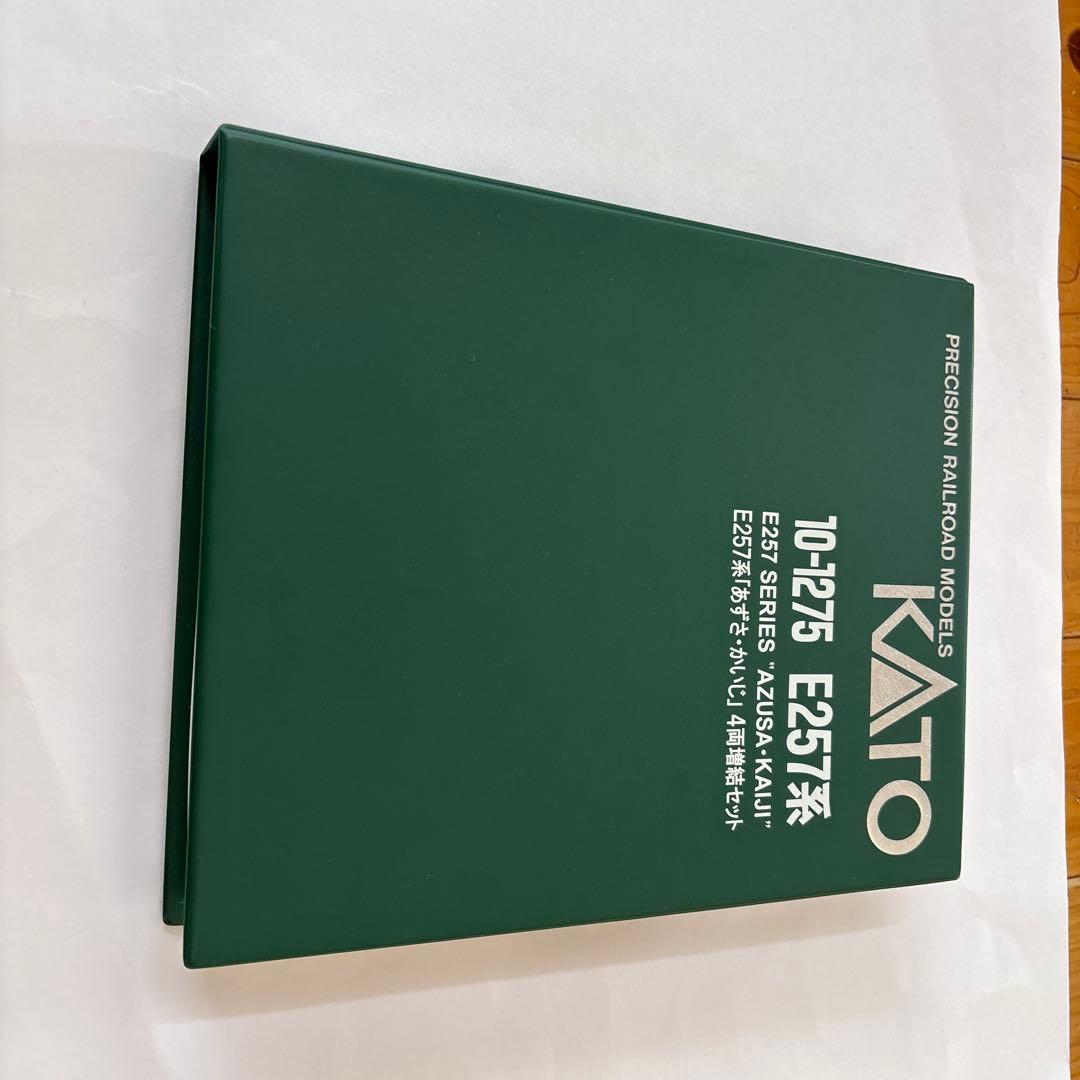 PRECISION RAILROAD MODELS
KATO
10-1275 E257系
E257 SERIES "AZUSA・KAIJI"
E257系「あずさ・かいじ」4両増結セット